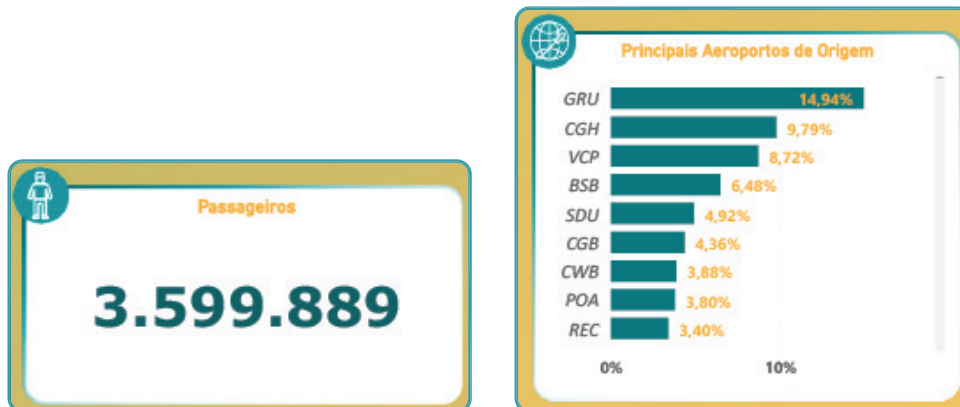 Passageiros
3.599.889
Principais Aeroportos de Origem
GRU 14,94%
CGH 9,79%
VCP 8,72%
BSB 6,48%
SDU 4,92%
CGB 4,36%
CWB 3,88%
POA 3,80%
REC 3,40%
0% 10%